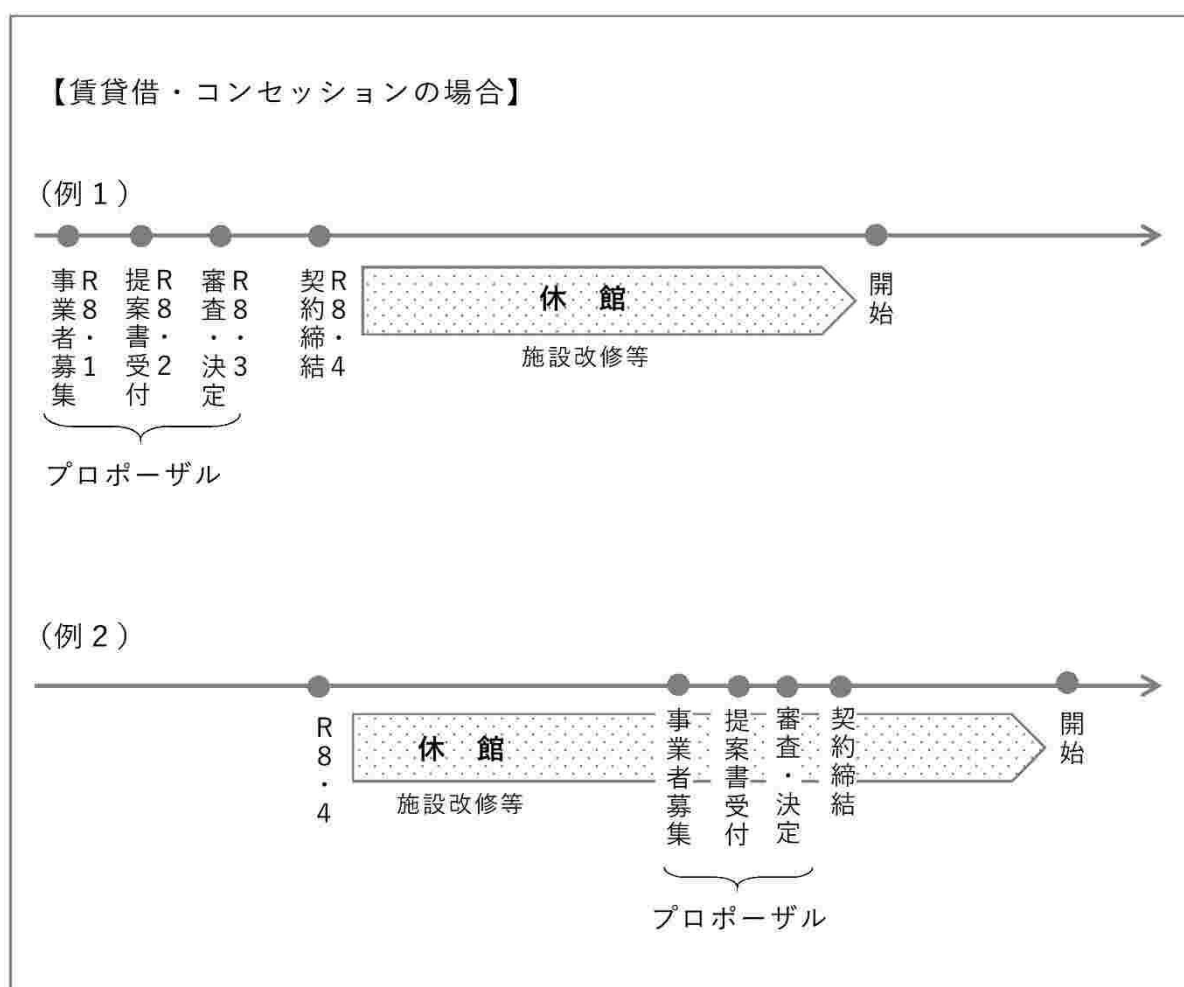 【賃貸借・コンセッションの場合】
（例１）
R8・1
事業者募集
R8・2
提案書受付
R8・3
審査・決定
R8・4
契約締結
休 館
施設改修等
開始
プロポーザル
（例２）
R8・4
休 館
施設改修等
事業者募集
提案書受付
審査・決定
契約締結
開始
プロポーザル